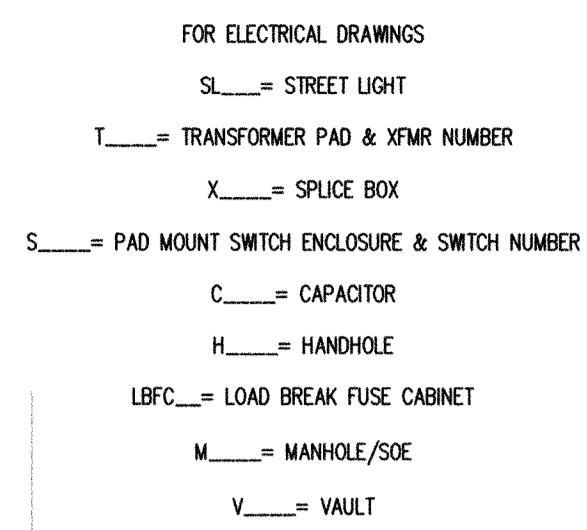 FOR ELECTRICAL DRAWINGS
SL____= STREET LIGHT
T_____= TRANSFORMER PAD & XFMR NUMBER
X_____= SPLICE BOX
S_____= PAD MOUNT SWITCH ENCLOSURE & SWITCH NUMBER
C_____= CAPACITOR
H_____= HANDHOLE
LBFC__= LOAD BREAK FUSE CABINET
M_____= MANHOLE/SOE
V_____= VAULT